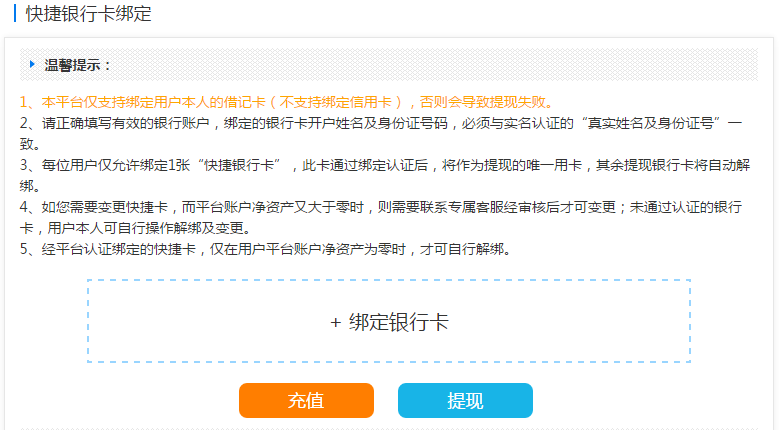 快捷银行卡绑定
温馨提示：
1、本平台仅支持绑定用户本人的借记卡（不支持绑定信用卡），否则会导致提现失败。
2、请正确填写有效的银行账户，绑定的银行卡开户姓名及身份证号码，必须与实名认证的“真实姓名及身份证号”一
致。
3、每位用户仅允许绑定1张“快捷银行卡”，此卡通过绑定认证后，将作为提现的唯一用卡，其余提现银行卡将自动解
绑。
4、如您需要变更快捷卡，而平台账户净资产又大于零时，则需要联系专属客服经审核后才可变更；未通过认证的银行
卡，用户本人可自行操作解绑及变更。
5、经平台认证绑定的快捷卡，仅在用户平台账户净资产为零时，才可自行解绑。
+ 绑定银行卡
充值 提现